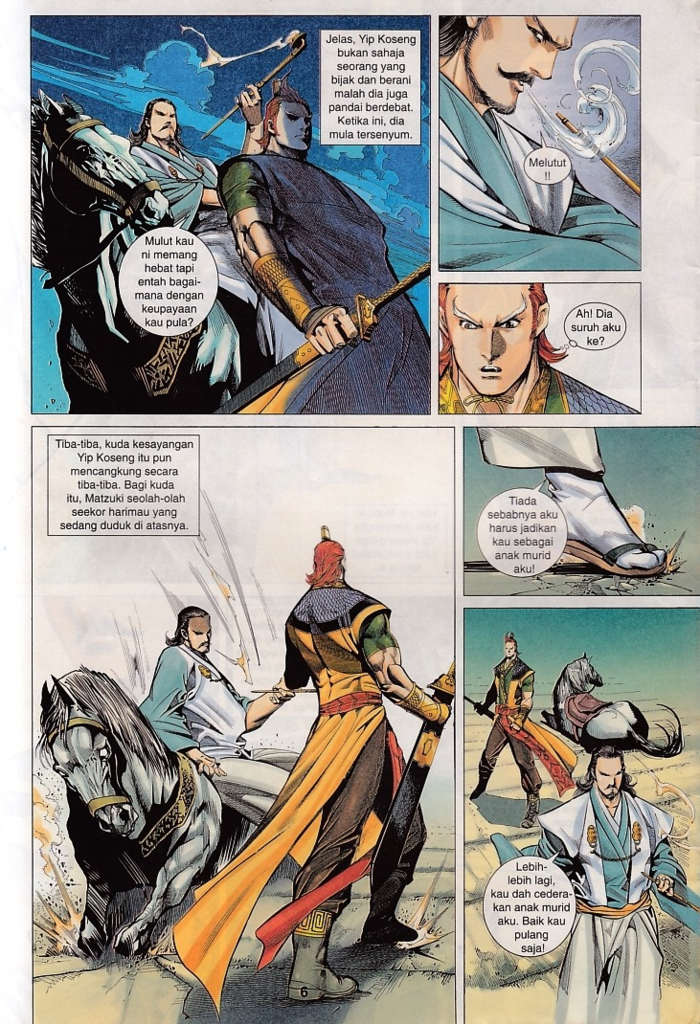 Jelas, Yip Koseng
bukan sahaja
seorang yang
bijak dan berani
malah dia juga
pandai berdebat.
Ketika ini, dia
mula tersenyum.
Mulut kau
ni memang
hebat tapi
entah bagai-
mana dengan
keupayaan
kau pula?
Melutut
!!
Ah! Dia
suruh aku
ke?
Tiba-tiba, kuda kesayangan
Yip Koseng itu pun
mencangkung secara
tiba-tiba. Bagi kuda
itu, Matzuki seolah-olah
seekor harimau yang
sedang duduk di atasnya.
Tiada
sebabnya aku
harus jadikan
kau sebagai
anak murid
aku!
Lebih-
lebih lagi,
kau dah cedera-
kan anak murid
aku. Baik kau
pulang
saja!
6